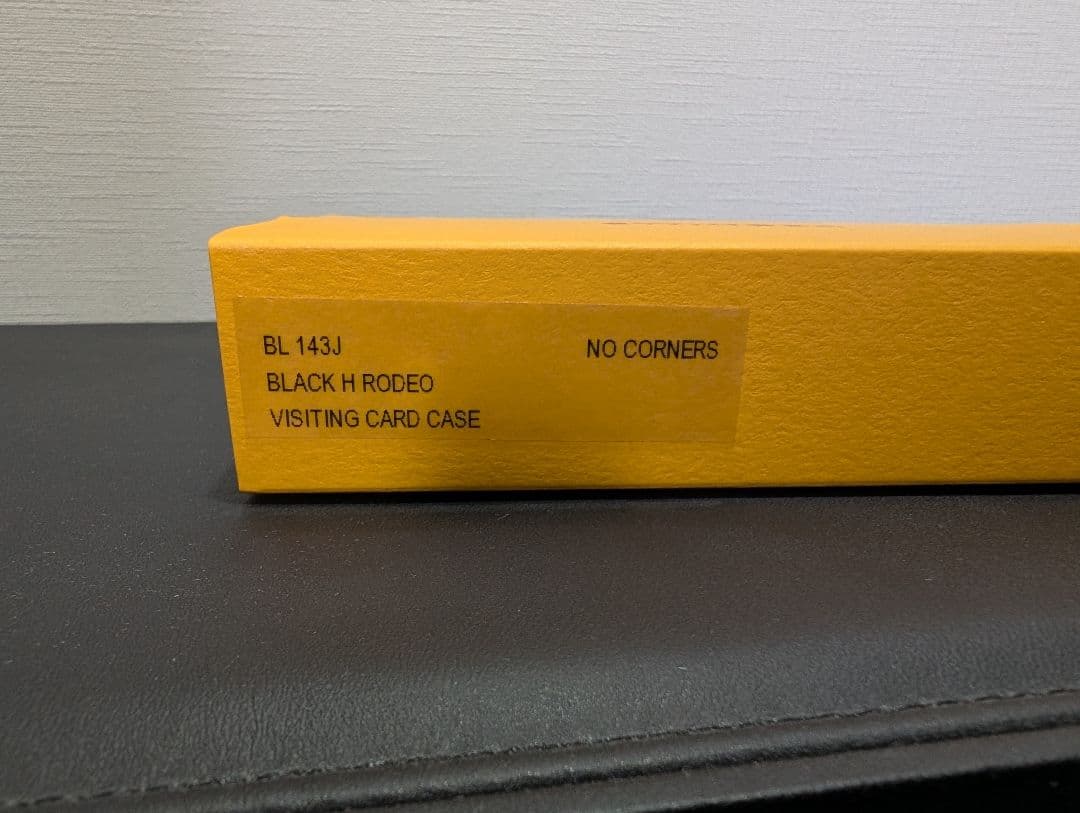 BL 143J NO CORNERS
BLACK H RODEO
VISITING CARD CASE